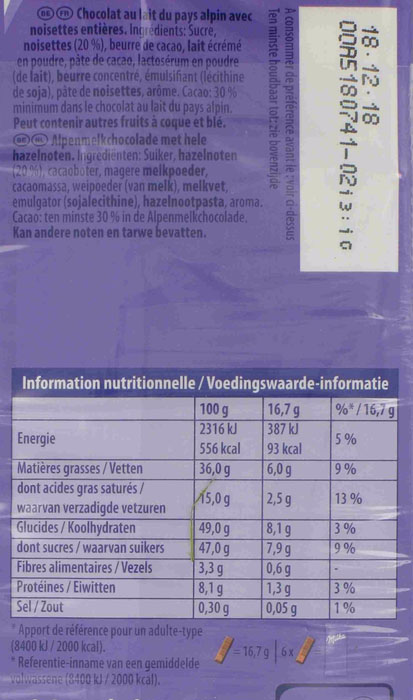 BE FR Chocolat au lait du pays alpin avec
noisettes entières. Ingrédients: Sucre,
noisettes (20 %), beurre de cacao, lait écrémé
en poudre, pâte de cacao, lactosérum en poudre
(de lait), beurre concentré, émulsifiant (lécithine
de soja), pâte de noisettes, arôme. Cacao: 30 %
minimum dans le chocolat au lait du pays alpin.
Peut contenir autres fruits à coque et blé.
BE NL Alpenmelkchocolade met hele
hazelnoten. Ingrediënten: Suiker, hazelnoten
(20 %), cacaoboter, magere melkpoeder,
cacaomassa, weipoeder (van melk), melkvet,
emulgator (sojalecithine), hazelnootpasta, aroma.
Cacao: ten minste 30 % in de Alpenmelkchocolade.
Kan andere noten en tarwe bevatten.
A consommer de préférence avant le: voir ci-dessus
Ten minste houdbaar tot: zie bovenzijde
18.12.18
OOA5180741-02
Information nutritionnelle / Voedingswaarde-informatie
100 g 16,7 g %* / 16,7 g
Energie 2316 kJ 387 kJ 5 %
556 kcal 93 kcal
Matières grasses / Vetten 36,0 g 6,0 g 9 %
dont acides gras saturés /
waarvan verzadigde vetzuren 15,0 g 2,5 g 13 %
Glucides / Koolhydraten 49,0 g 8,1 g 3 %
dont sucres / waarvan suikers 47,0 g 7,9 g 9 %
Fibres alimentaires / Vezels 3,3 g 0,6 g -
Protéines / Eiwitten 8,1 g 1,3 g 3 %
Sel / Zout 0,30 g 0,05 g 1 %
* Apport de référence pour un adulte-type
(8400 kJ / 2000 kcal).
* Referentie-inname van een gemiddelde
volwassene (8400 kJ / 2000 kcal).
= 16,7 g 6x
Milka